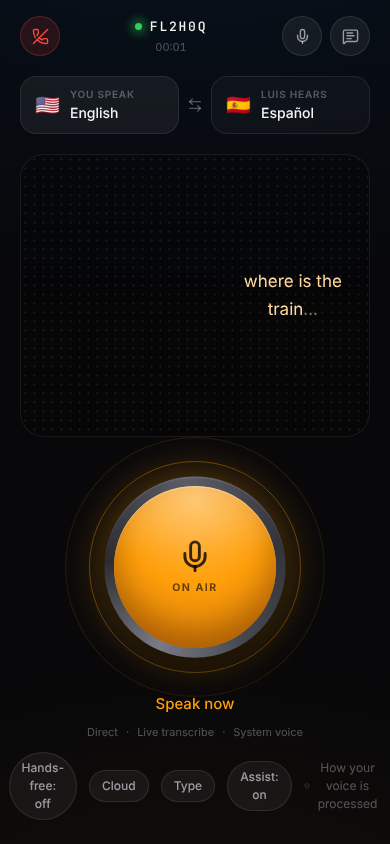 FL2H0Q
00:01
YOU SPEAK
English
LUIS HEARS
Español
where is the
train...
ON AIR
Speak now
Direct · Live transcribe · System voice
Hands-
free:
off
Cloud
Type
Assist:
on
How your
voice is
processed